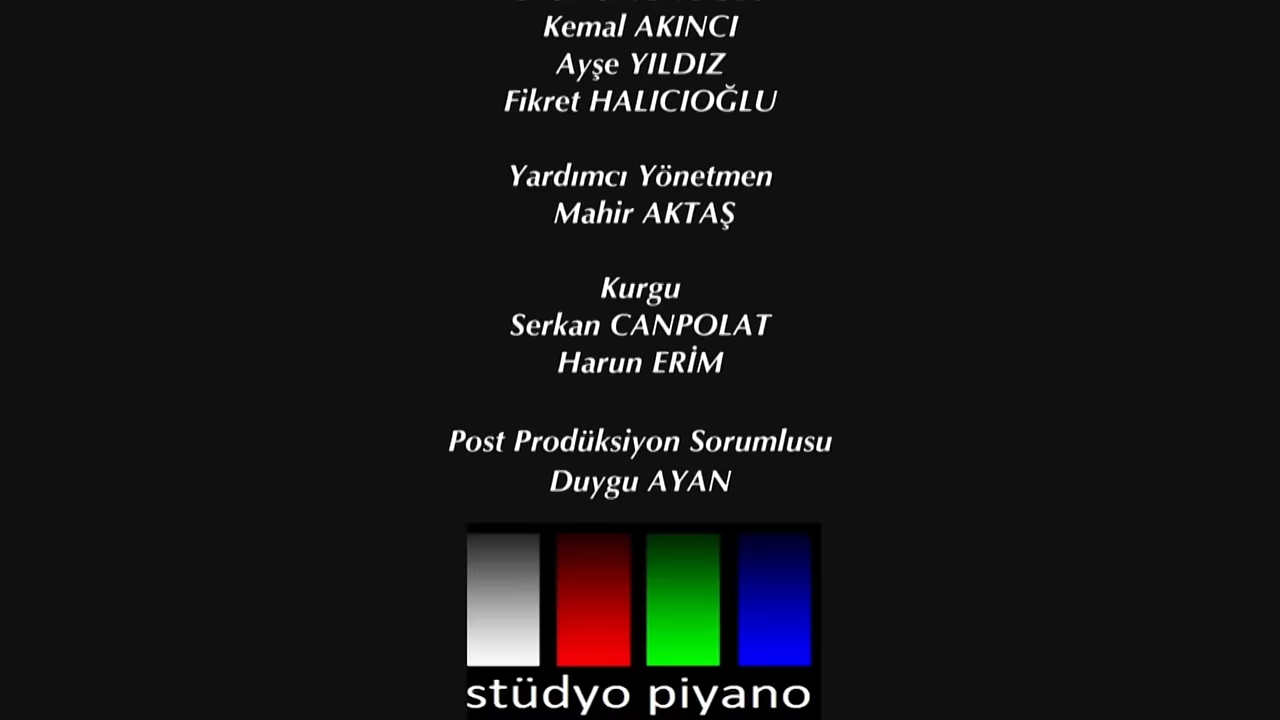 Kemal AKINCI
Ayşe YILDIZ
Fikret HALICIOĞLU
Yardımcı Yönetmen
Mahir AKTAŞ
Kurgu
Serkan CANPOLAT
Harun ERİM
Post Prodüksiyon Sorumlusu
Duygu AYAN
stüdyo piyano